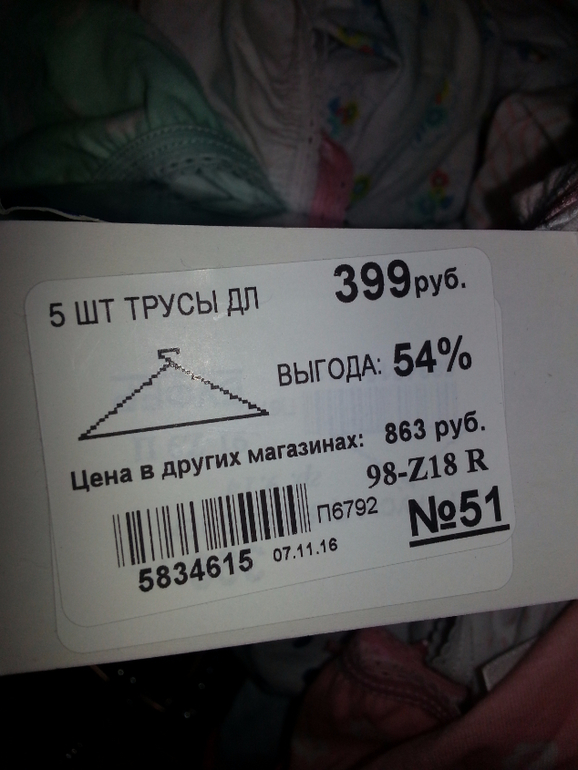 5 ШТ ТРУСЫ ДЛ
399руб.
ВЫГОДА: 54%
Цена в других магазинах: 863 руб.
98-Z18 R
П6792
№51
5834615 07.11.16